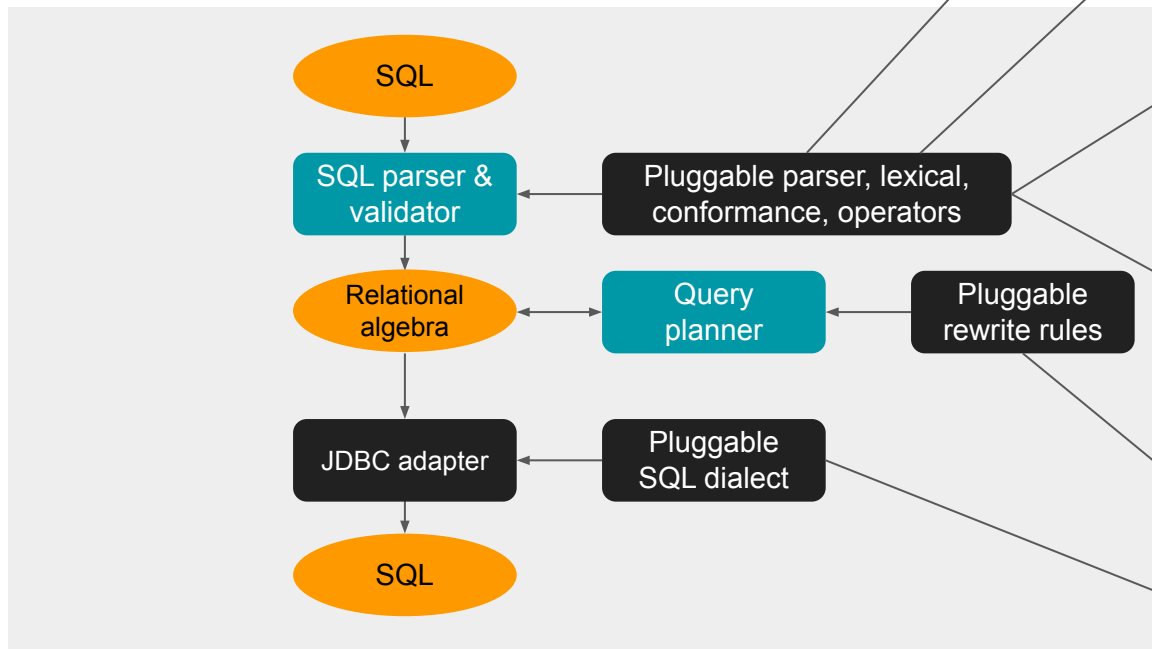 SQL
SQL parser &
validator
Pluggable parser, lexical,
conformance, operators
Relational
algebra
Query
planner
Pluggable
rewrite rules
JDBC adapter
Pluggable
SQL dialect
SQL